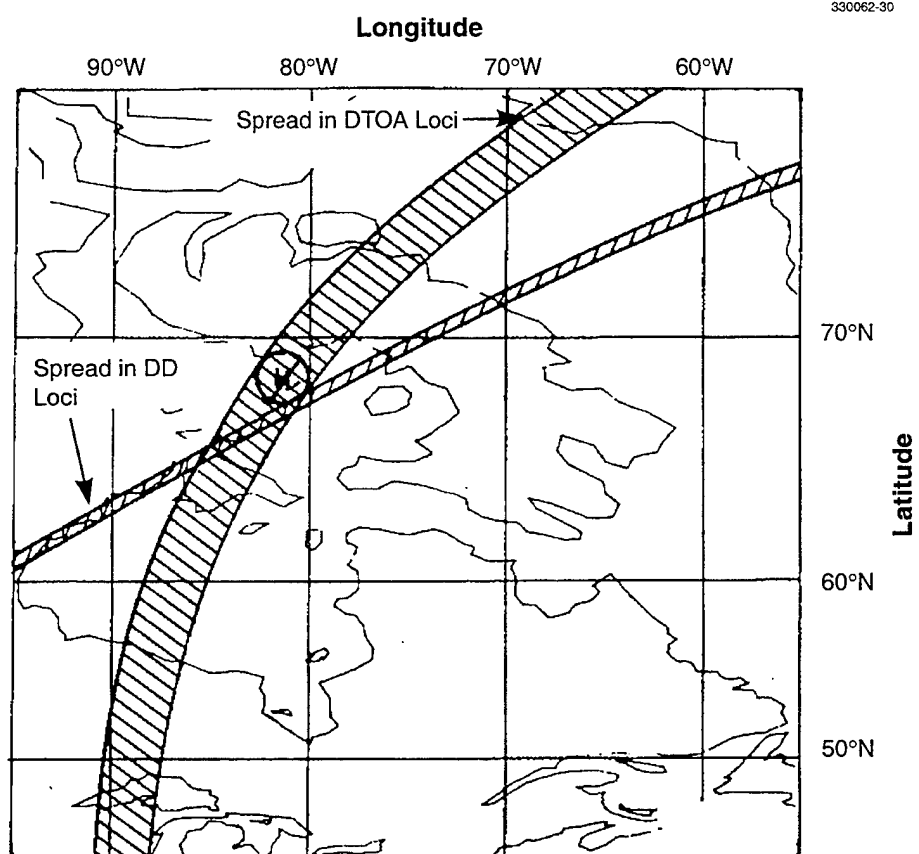 330062-30
Longitude
90°W 80°W 70°W 60°W
Spread in DTOA Loci
70°N
Spread in DD
Loci
Latitude
60°N
50°N